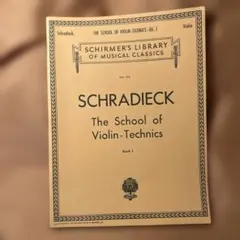 Schradieck
THE SCHOOL OF VIOLIN-TECHNICS—BK. I
Violin
SCHIRMER'S LIBRARY
OF MUSICAL CLASSICS
SCHRADIECK
The School of
Violin-Technics
Book I